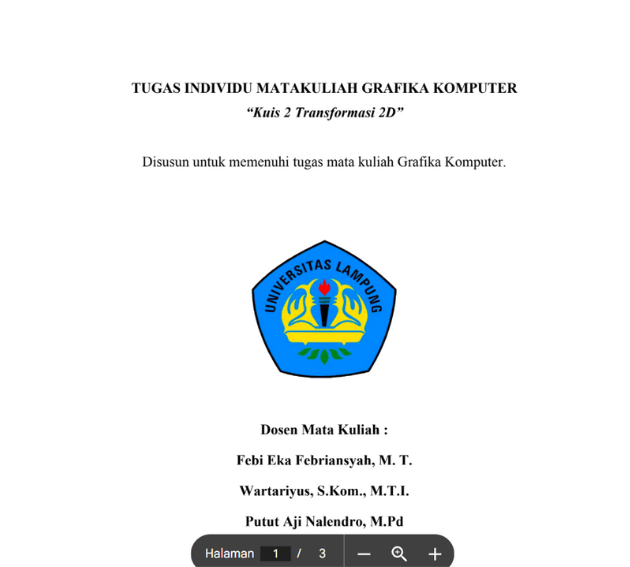 TUGAS INDIVIDU MATAKULIAH GRAFIKA KOMPUTER
“Kuis 2 Transformasi 2D”
Disusun untuk memenuhi tugas mata kuliah Grafika Komputer.
UNIVERSITAS LAMPUNG
Dosen Mata Kuliah :
Febi Eka Febriansyah, M. T.
Wartariyus, S.Kom., M.T.I.
Putut Aji Nalendro, M.Pd
Halaman 1 / 3